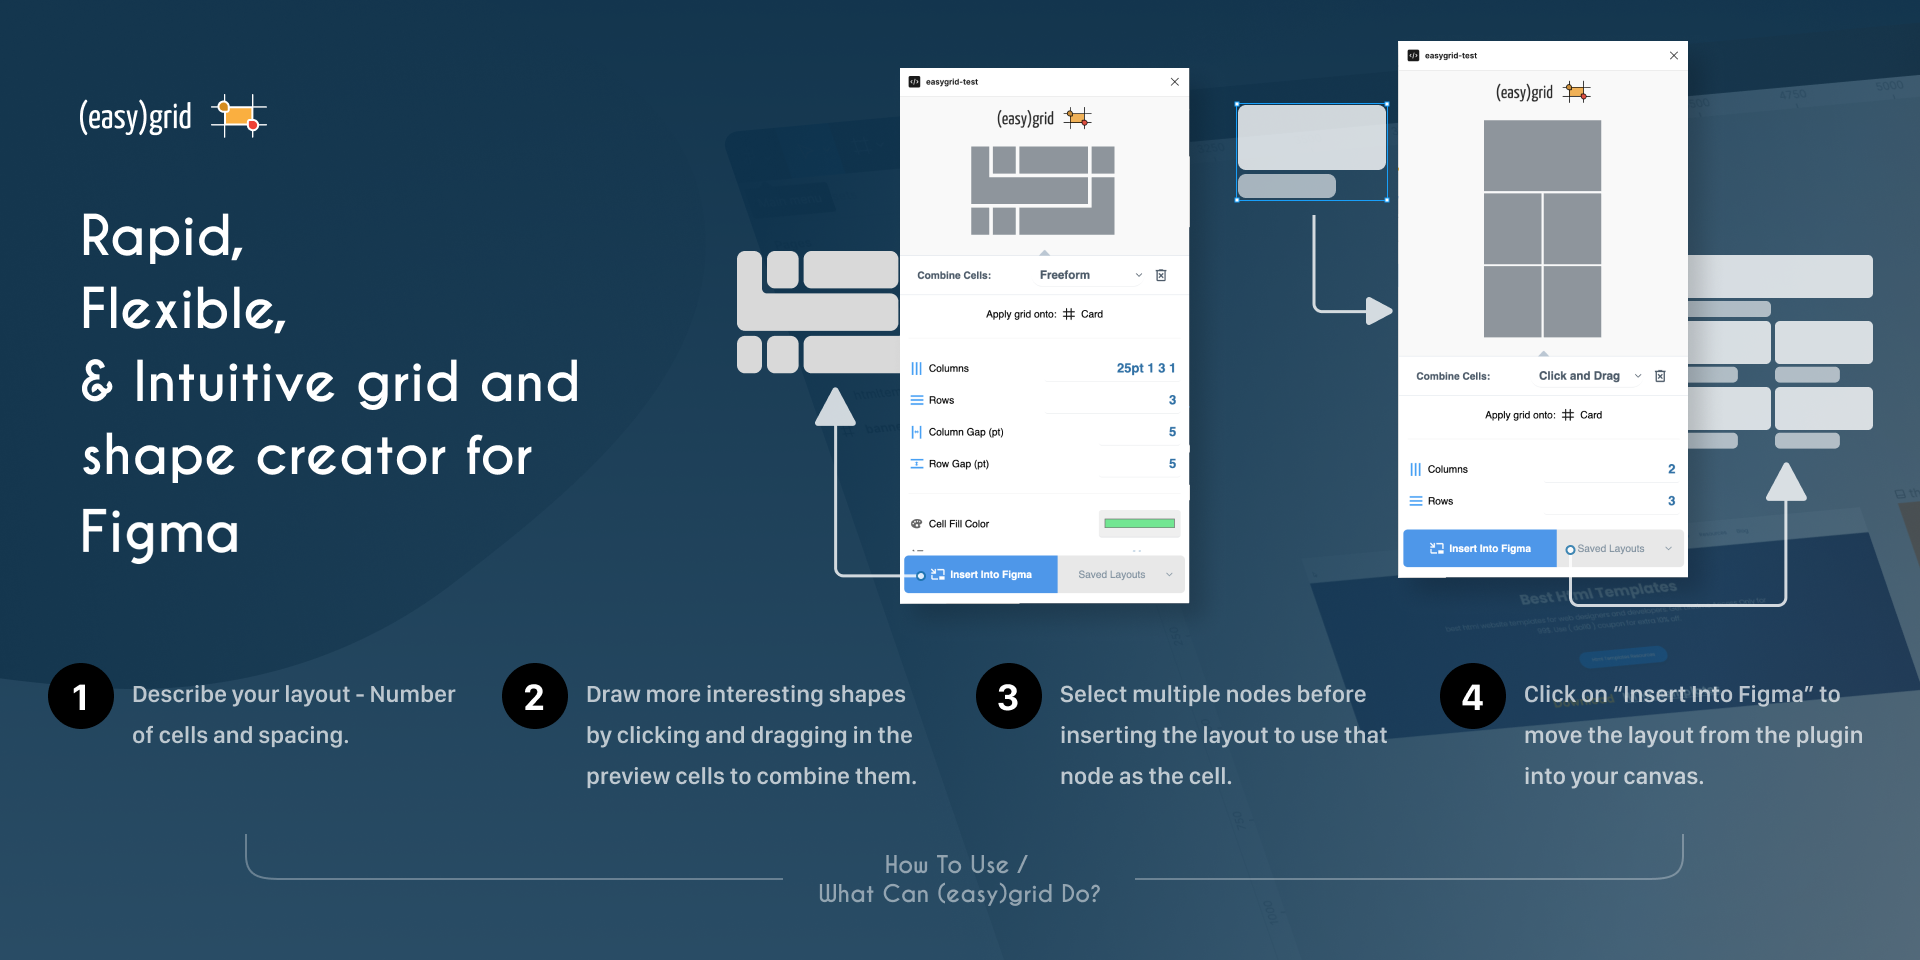 (easy)grid
Rapid,
Flexible,
& Intuitive grid and
shape creator for
Figma
easygrid-test
(easy)grid
Combine Cells: Freeform
Apply grid onto: Card
Columns 25pt 1 3 1
Rows 3
Column Gap (pt) 5
Row Gap (pt) 5
Cell Fill Color
Insert Into Figma Saved Layouts
easygrid-test
(easy)grid
Combine Cells: Click and Drag
Apply grid onto: Card
Columns 2
Rows 3
Insert Into Figma Saved Layouts
4750
5000
Best Html Templates
1 Describe your layout - Number
of cells and spacing.
2 Draw more interesting shapes
by clicking and dragging in the
preview cells to combine them.
3 Select multiple nodes before
inserting the layout to use that
node as the cell.
4 Click on “Insert Into Figma” to
move the layout from the plugin
into your canvas.
How To Use /
What Can (easy)grid Do?